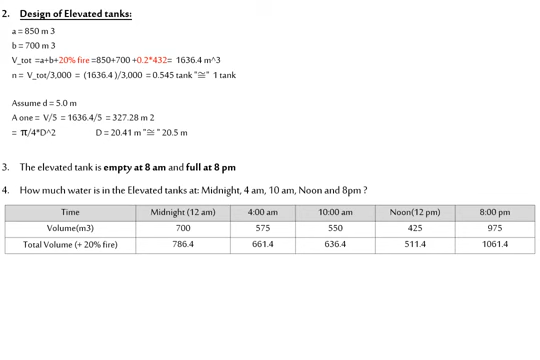 2. Design of Elevated tanks:
a = 850 m 3
b = 700 m 3
V_tot =a+b+20% fire =850+700 +0.2*432= 1636.4 m^3
n = V_tot/3,000 = (1636.4 )/3,000 = 0.545 tank "≅" 1 tank
Assume d = 5.0 m
A one = V/5 = 1636.4/5 = 327.28 m 2
= π/4*D^2 D = 20.41 m "≅ " 20.5 m
3. The elevated tank is empty at 8 am and full at 8 pm
4. How much water is in the Elevated tanks at: Midnight, 4 am, 10 am, Noon and 8pm ?
Time Midnight (12 am) 4:00 am 10:00 am Noon(12 pm) 8:00 pm
Volume(m3) 700 575 550 425 975
Total Volume (+ 20% fire) 786.4 661.4 636.4 511.4 1061.4